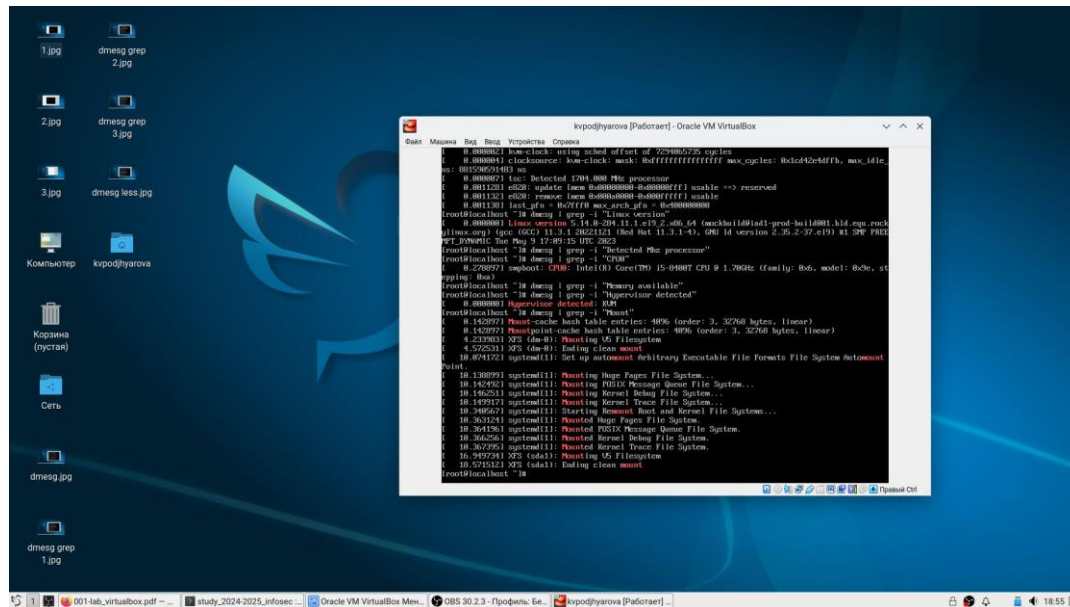 1.jpg
dmesg grep
2.jpg
2.jpg
dmesg grep
3.jpg
3.jpg
dmesg less.jpg
Компьютер
kvpodjhyarova
Корзина
(пустая)
Сеть
dmesg.jpg
dmesg grep
1.jpg
kvpodjhyarova [Работает] - Oracle VM VirtualBox
Файл Машина Вид Ввод Устройства Справка
[ 0.000002] kvm-clock: using sched offset of 7294065735 cycles
[ 0.000004] clocksource: kvm-clock: mask: 0xffffffffffffffff max_cycles: 0x1cd42e4dffb, max_idle_
ns: 881590591483 ns
[ 0.000007] tsc: Detected 1704.000 MHz processor
[ 0.001128] e820: update [mem 0x00000000-0x00000fff] usable ==> reserved
[ 0.001132] e820: remove [mem 0x000a0000-0x000fffff] usable
[ 0.001138] last_pfn = 0x7fff0 max_arch_pfn = 0x400000000
[root@localhost ~]# dmesg | grep -i "Linux version"
[ 0.000000] Linux version 5.14.0-284.11.1.el9_2.x86_64 (mockbuild@iad1-prod-build001.bld.equ.rock
ylinux.org) (gcc (GCC) 11.3.1 20221121 (Red Hat 11.3.1-4), GNU ld version 2.35.2-37.el9) #1 SMP PREE
MPT_DYNAMIC Tue May 9 17:09:15 UTC 2023
[root@localhost ~]# dmesg | grep -i "Detected Mhz processor"
[root@localhost ~]# dmesg | grep -i "CPU0"
[ 0.278897] smpboot: CPU0: Intel(R) Core(TM) i5-8400T CPU @ 1.70GHz (family: 0x6, model: 0x9e, st
epping: 0xa)
[root@localhost ~]# dmesg | grep -i "Memory available"
[root@localhost ~]# dmesg | grep -i "Hypervisor detected"
[ 0.000000] Hypervisor detected: KVM
[root@localhost ~]# dmesg | grep -i "Mount"
[ 0.142897] Mount-cache hash table entries: 4096 (order: 3, 32768 bytes, linear)
[ 0.142897] Mountpoint-cache hash table entries: 4096 (order: 3, 32768 bytes, linear)
[ 4.233983] XFS (dm-0): Mounting V5 Filesystem
[ 4.572531] XFS (dm-0): Ending clean mount
[ 10.074172] systemd[1]: Set up automount Arbitrary Executable File Formats File System Automount
Point.
[ 10.138899] systemd[1]: Mounting Huge Pages File System...
[ 10.142492] systemd[1]: Mounting POSIX Message Queue File System...
[ 10.146251] systemd[1]: Mounting Kernel Debug File System...
[ 10.149917] systemd[1]: Mounting Kernel Trace File System...
[ 10.340567] systemd[1]: Starting Remount Root and Kernel File Systems...
[ 10.363124] systemd[1]: Mounted Huge Pages File System.
[ 10.364196] systemd[1]: Mounted POSIX Message Queue File System.
[ 10.366256] systemd[1]: Mounted Kernel Debug File System.
[ 10.367395] systemd[1]: Mounted Kernel Trace File System.
[ 16.949734] XFS (sda1): Mounting V5 Filesystem
[ 18.571512] XFS (sda1): Ending clean mount
[root@localhost ~]#
Правый Ctrl
1 001-lab_virtualbox.pdf — ... study_2024-2025_infosec :... Oracle VM VirtualBox Мен... OBS 30.2.3 - Профиль: Бе... kvpodjhyarova [Работает] ... 18:55